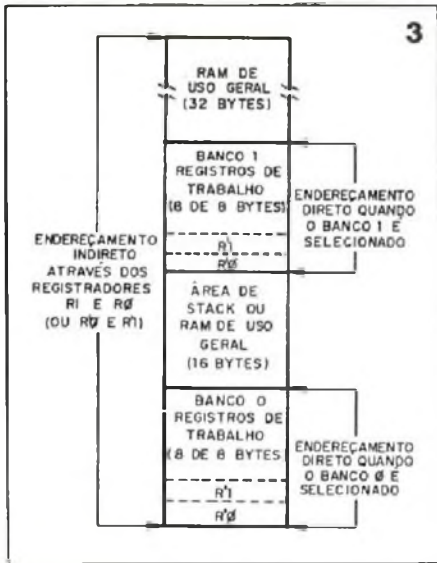 3
RAM DE
USO GERAL
(32 BYTES)
BANCO 1
REGISTROS DE
TRABALHO
(8 DE 8 BYTES)
R'1
R'Ø
ENDEREÇAMENTO
DIRETO QUANDO
O BANCO 1 É
SELECIONADO
ENDEREÇAMENTO
INDIRETO
ATRAVÉS DOS
REGISTRADORES
R1 E RØ
(OU R'Ø E R'1)
ÁREA DE
STACK OU
RAM DE USO
GERAL
(16 BYTES)
BANCO O
REGISTROS DE
TRABALHO
(8 DE 8 BYTES)
R'1
R'Ø
ENDEREÇAMENTO
DIRETO QUANDO
O BANCO Ø É
SELECIONADO